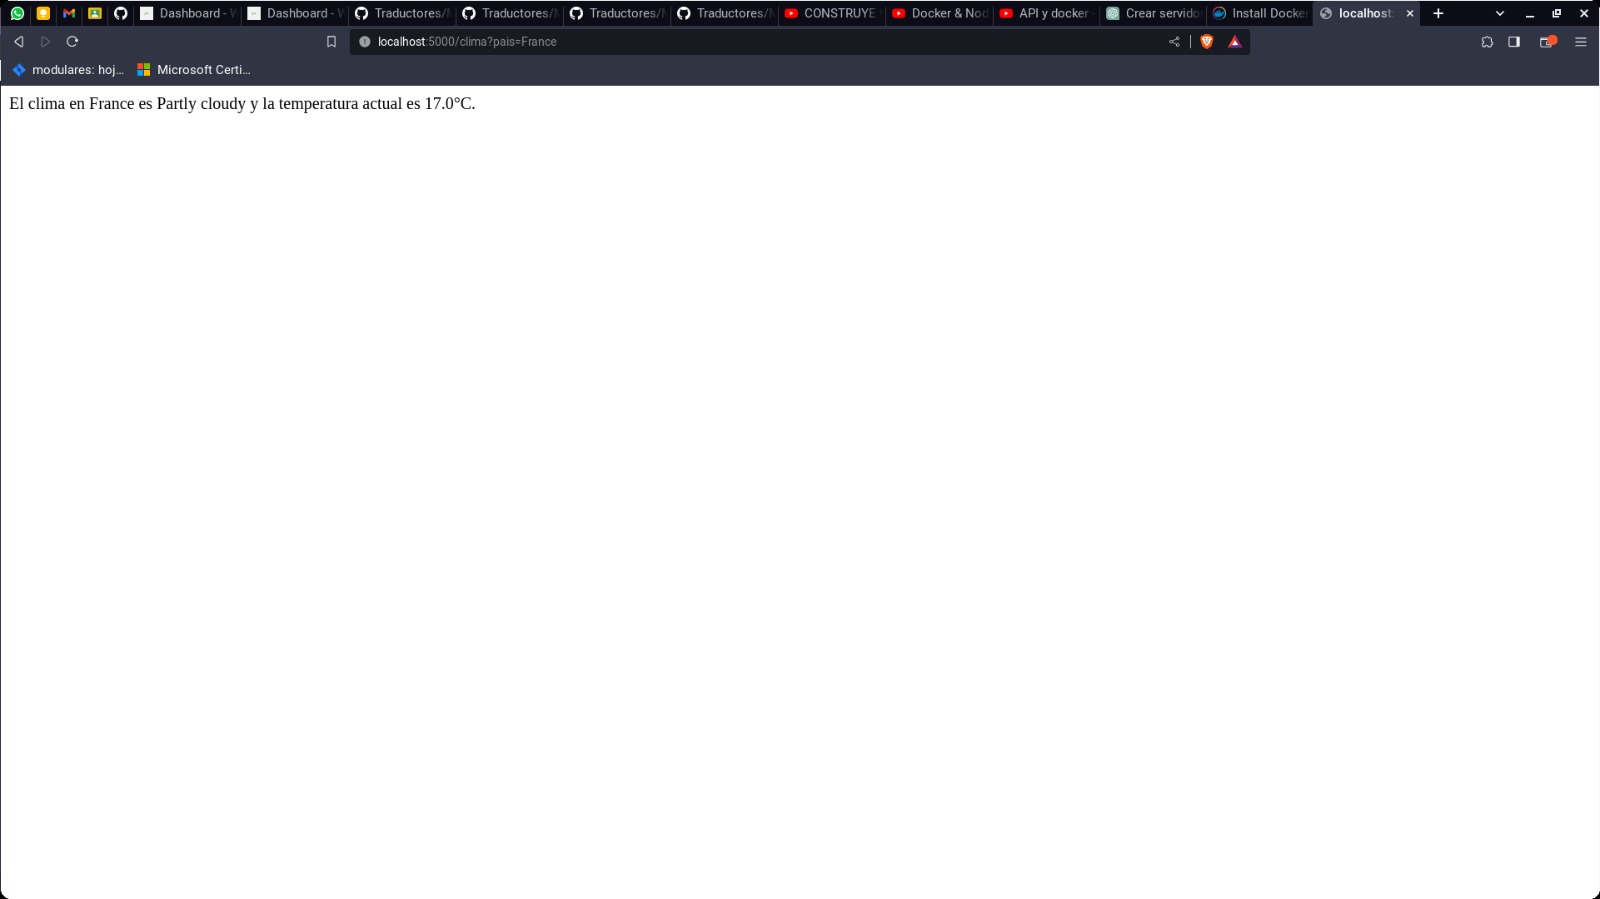 Dashboard - W
Dashboard - W
Traductores/M
Traductores/M
Traductores/M
Traductores/M
CONSTRUYE
Docker & Nod
API y docker -
Crear servido
Install Docker
localhost:
localhost:5000/clima?pais=France
modulares: hoj...
Microsoft Certi...
El clima en France es Partly cloudy y la temperatura actual es 17.0°C.